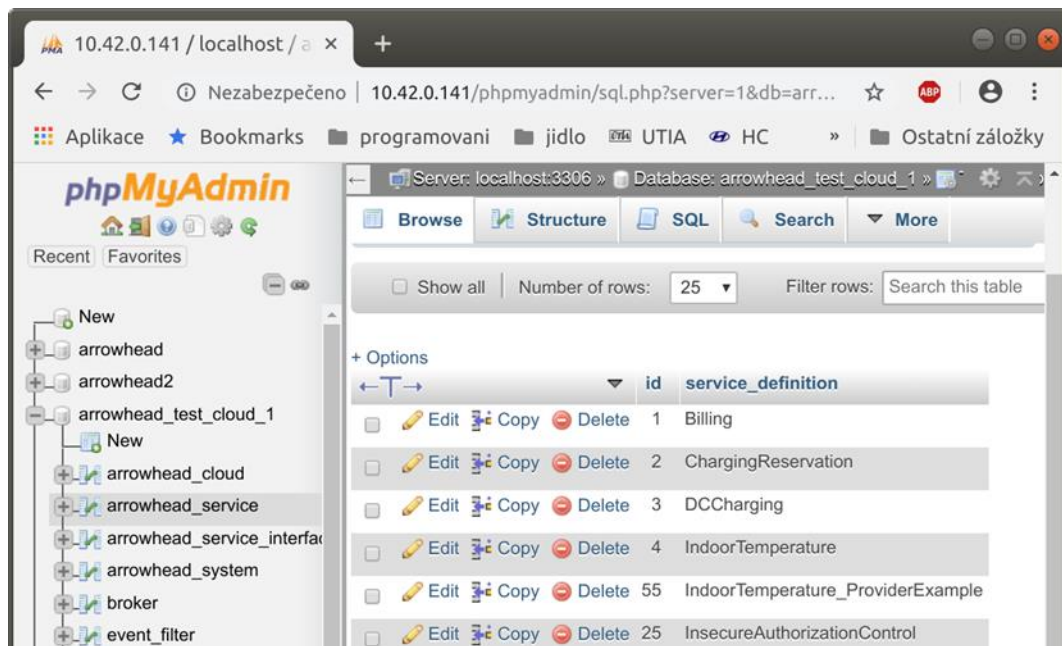 10.42.0.141 / localhost / a
Nezabezpečeno | 10.42.0.141/phpmyadmin/sql.php?server=1&db=arr...
ABP
Aplikace Bookmarks programovani jidlo UTIA HC » Ostatní záložky
phpMyAdmin
Recent Favorites
New
arrowhead
arrowhead2
arrowhead_test_cloud_1
New
arrowhead_cloud
arrowhead_service
arrowhead_service_interfac
arrowhead_system
broker
event_filter
Server: localhost:3306 » Database: arrowhead_test_cloud_1 »
Browse Structure SQL Search More
Show all | Number of rows: 25 Filter rows: Search this table
+ Options
←T→ id service_definition
Edit Copy Delete 1 Billing
Edit Copy Delete 2 ChargingReservation
Edit Copy Delete 3 DCCharging
Edit Copy Delete 4 IndoorTemperature
Edit Copy Delete 55 IndoorTemperature_ProviderExample
Edit Copy Delete 25 InsecureAuthorizationControl